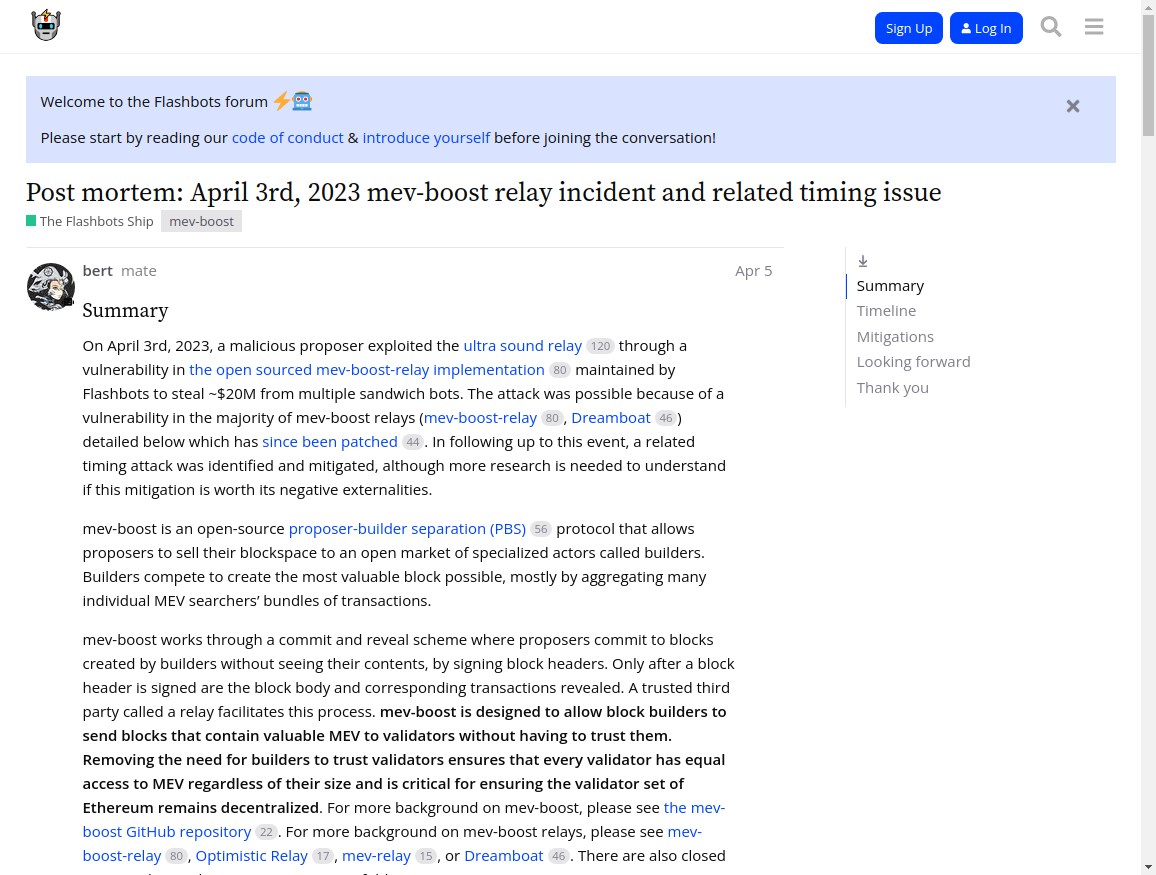 Sign Up
Log In
Welcome to the Flashbots forum
Please start by reading our code of conduct & introduce yourself before joining the conversation!
Post mortem: April 3rd, 2023 mev-boost relay incident and related timing issue
The Flashbots Ship mev-boost
bert mate Apr 5
Summary
On April 3rd, 2023, a malicious proposer exploited the ultra sound relay 120 through a
vulnerability in the open sourced mev-boost-relay implementation 80 maintained by
Flashbots to steal ~$20M from multiple sandwich bots. The attack was possible because of a
vulnerability in the majority of mev-boost relays (mev-boost-relay 80, Dreamboat 46)
detailed below which has since been patched 44. In following up to this event, a related
timing attack was identified and mitigated, although more research is needed to understand
if this mitigation is worth its negative externalities.
mev-boost is an open-source proposer-builder separation (PBS) 56 protocol that allows
proposers to sell their blockspace to an open market of specialized actors called builders.
Builders compete to create the most valuable block possible, mostly by aggregating many
individual MEV searchers’ bundles of transactions.
mev-boost works through a commit and reveal scheme where proposers commit to blocks
created by builders without seeing their contents, by signing block headers. Only after a block
header is signed are the block body and corresponding transactions revealed. A trusted third
party called a relay facilitates this process. mev-boost is designed to allow block builders to
send blocks that contain valuable MEV to validators without having to trust them.
Removing the need for builders to trust validators ensures that every validator has equal
access to MEV regardless of their size and is critical for ensuring the validator set of
Ethereum remains decentralized. For more background on mev-boost, please see the mev-
boost GitHub repository 22. For more background on mev-boost relays, please see mev-
boost-relay 80, Optimistic Relay 17, mev-relay 15, or Dreamboat 46. There are also closed
Summary
Timeline
Mitigations
Looking forward
Thank you